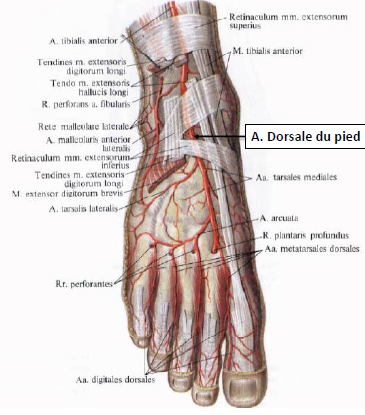 Retinaculum mm. extensorum
superius
A. tibialis anterior
M. tibialis anterior
Tendines m. extensoris
digitorum longi
Tendo m. extensoris
hallucis longi
R. perforans a. fibularis
Rete malleolare laterale
A. malleolaris anterior
lateralis
A. Dorsale du pied
Retinaculum mm. extensorum
inferius
Tendines m. extensoris
digitorum longi
M. extensor digitorum brevis
Aa. tarsales mediales
A. tarsalis lateralis
A. arcuata
R. plantaris profundus
Aa. metatarsales dorsales
Rr. perforantes
Aa. digitales dorsales